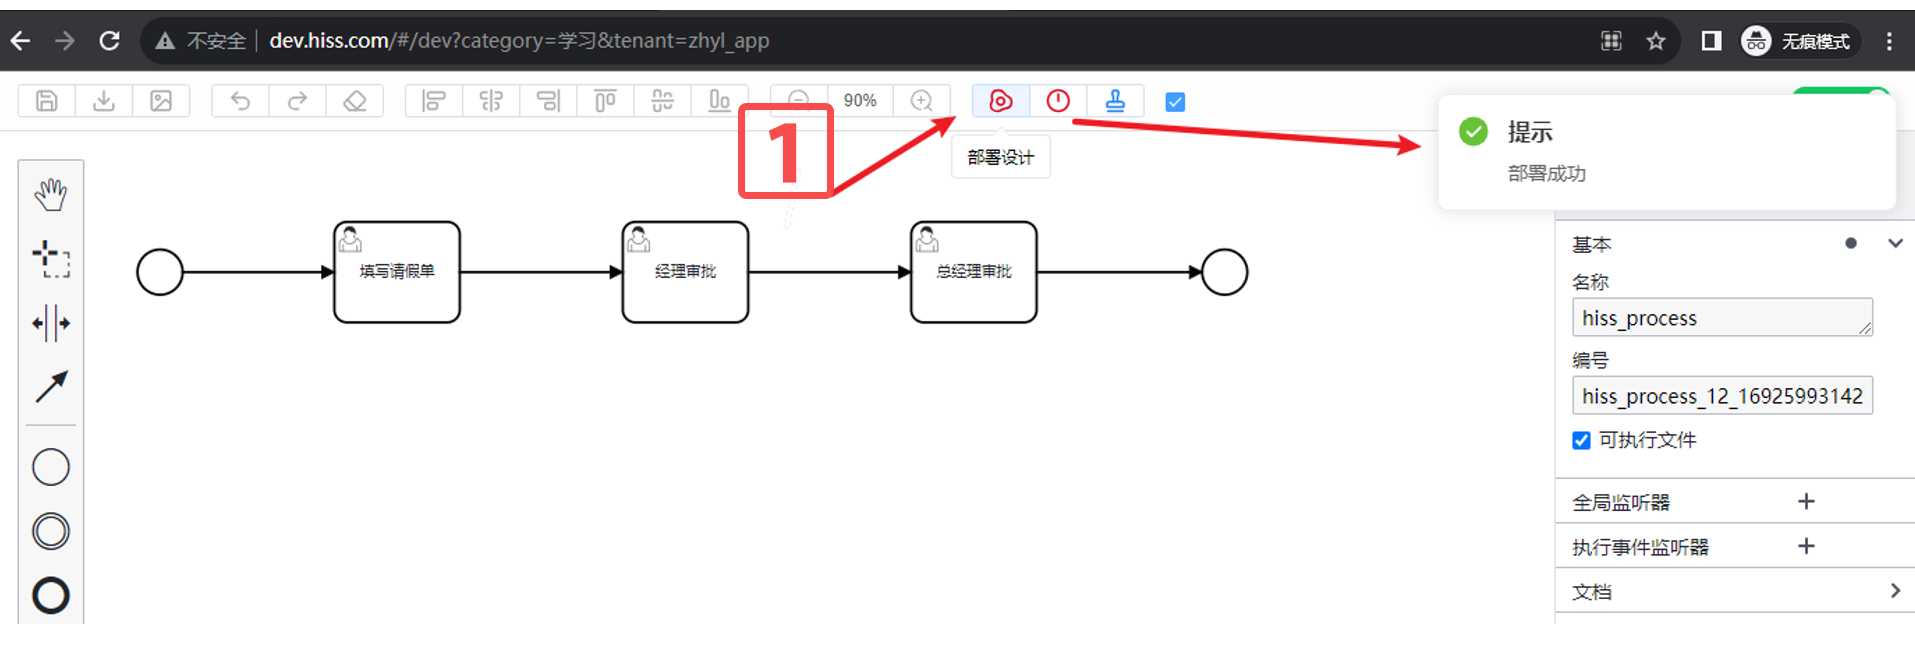 不安全
dev.hiss.com/#/dev?category=学习&tenant=zhyl_app
无痕模式
90%
1
部署设计
提示
部署成功
填写请假单
经理审批
总经理审批
基本
名称
hiss_process
编号
hiss_process_12_16925993142
可执行文件
全局监听器
执行事件监听器
文档